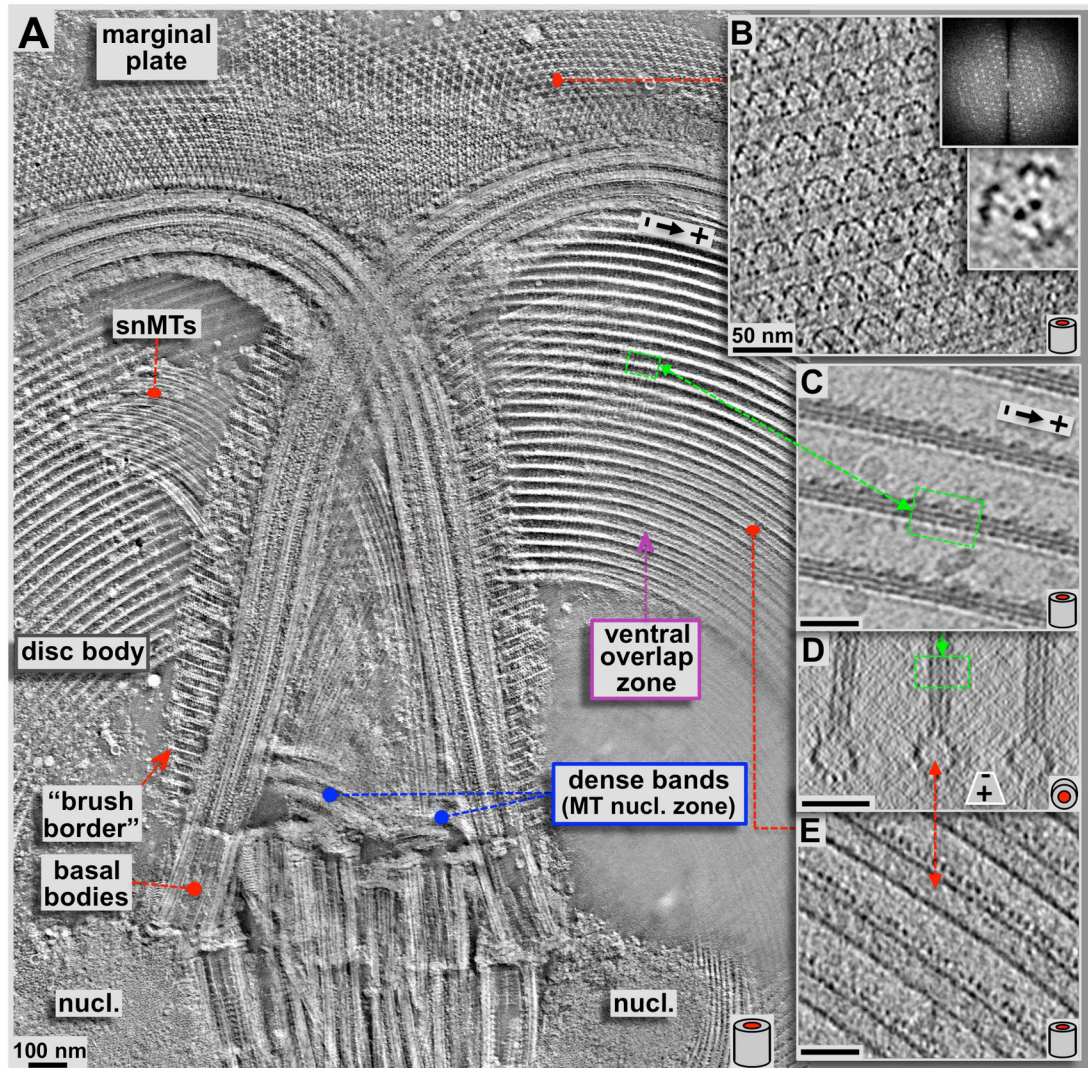 A
marginal
plate
- → +
snMTs
disc body
ventral
overlap
zone
"brush
border"
dense bands
(MT nucl. zone)
basal
bodies
nucl.
nucl.
100 nm
B
50 nm
C
- → +
D
-
+
E